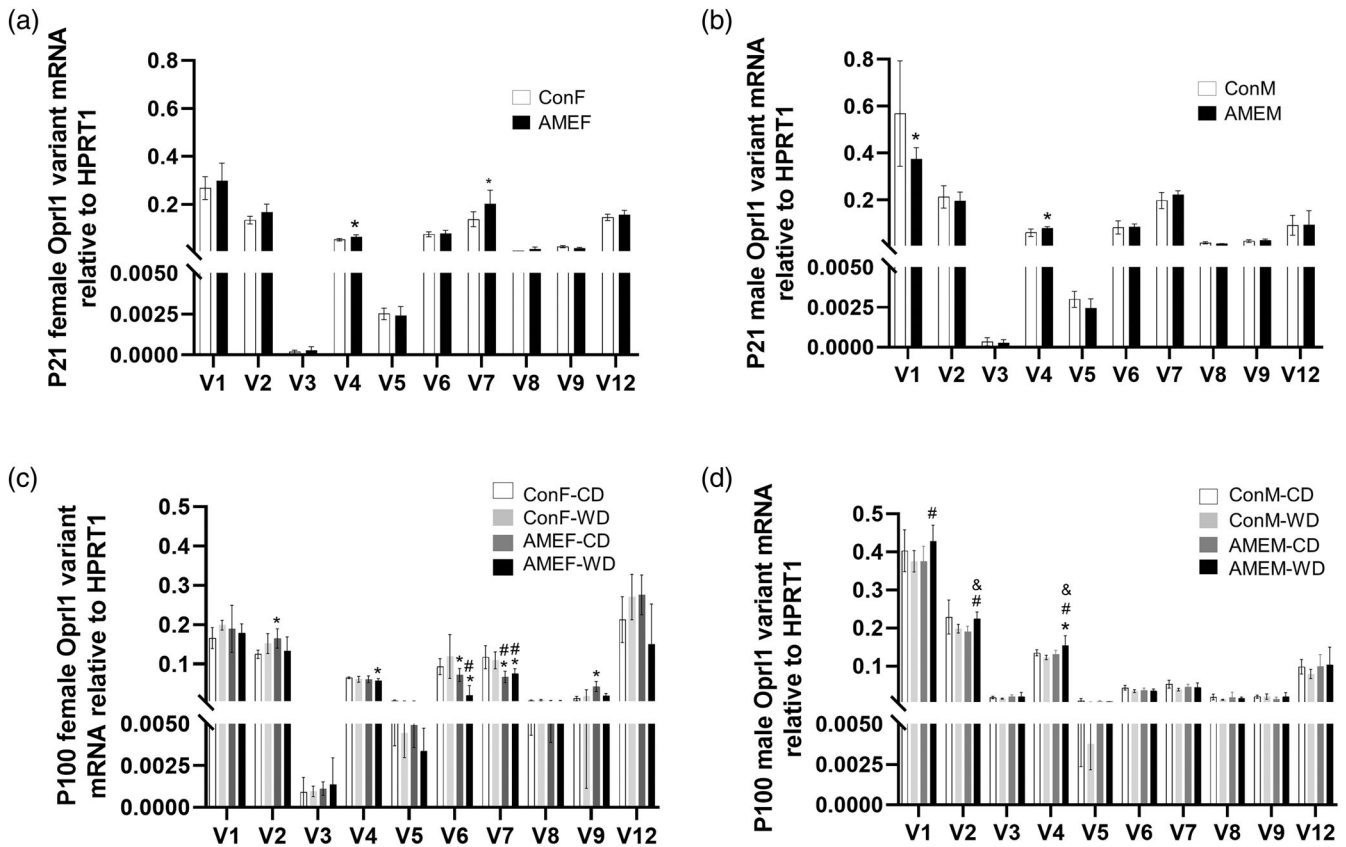 (a)
P21 female Oprl1 variant mRNA
relative to HPRT1
0.8
0.6
0.4
0.2
0.0050
0.0025
0.0000
ConF
AMEF
*
*
V1 V2 V3 V4 V5 V6 V7 V8 V9 V12
(b)
P21 male Oprl1 variant mRNA
relative to HPRT1
0.8
0.6
0.4
0.2
0.0050
0.0025
0.0000
ConM
AMEM
*
*
V1 V2 V3 V4 V5 V6 V7 V8 V9 V12
(c)
P100 female Oprl1 variant
mRNA relative to HPRT1
0.5
0.4
0.3
0.2
0.1
0.0050
0.0025
0.0000
ConF-CD
ConF-WD
AMEF-CD
AMEF-WD
*
*
*
#
*
#
*
#
*
*
V1 V2 V3 V4 V5 V6 V7 V8 V9 V12
(d)
P100 male Oprl1 variant mRNA
relative to HPRT1
0.5
0.4
0.3
0.2
0.1
0.0050
0.0025
0.0000
ConM-CD
ConM-WD
AMEM-CD
AMEM-WD
#
&
#
&
#
*
V1 V2 V3 V4 V5 V6 V7 V8 V9 V12